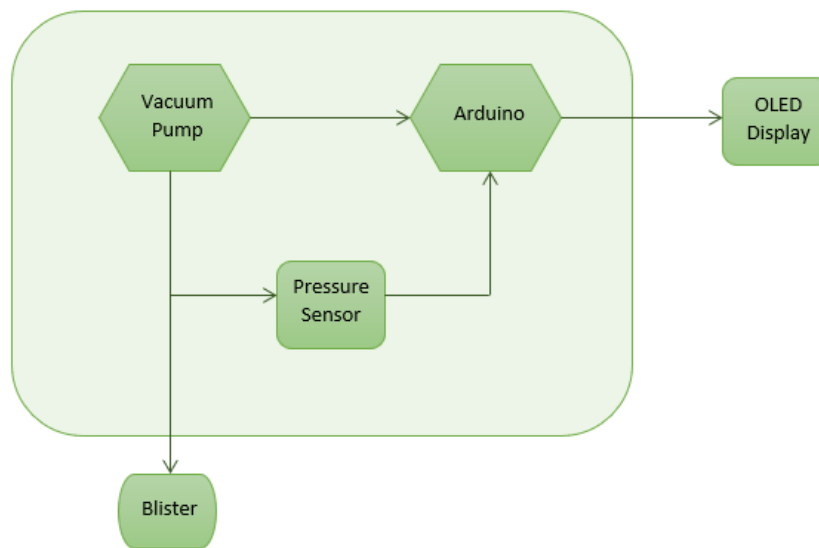 Vacuum
Pump
Arduino
OLED
Display
Pressure
Sensor
Blister